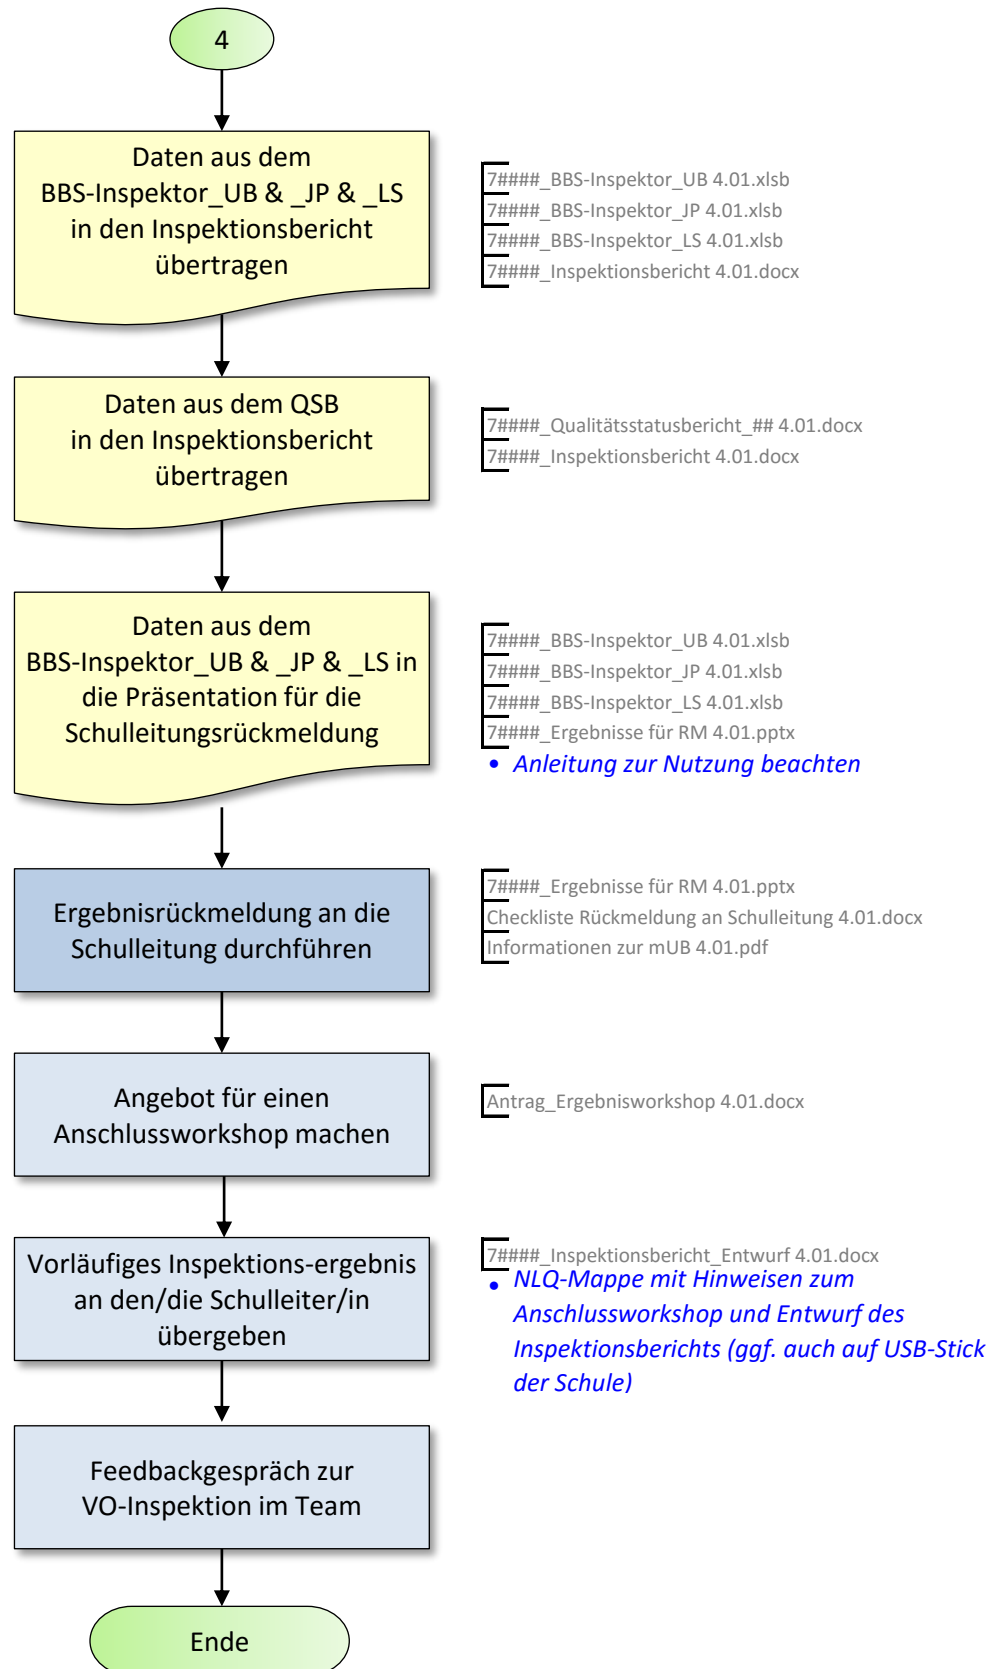 4
Daten aus dem
BBS-Inspektor_UB & _JP & _LS
in den Inspektionsbericht
übertragen
7####_BBS-Inspektor_UB 4.01.xlsb
7####_BBS-Inspektor_JP 4.01.xlsb
7####_BBS-Inspektor_LS 4.01.xlsb
7####_Inspektionsbericht 4.01.docx
Daten aus dem QSB
in den Inspektionsbericht
übertragen
7####_Qualitätsstatusbericht_## 4.01.docx
7####_Inspektionsbericht 4.01.docx
Daten aus dem
BBS-Inspektor_UB & _JP & _LS in
die Präsentation für die
Schulleitungsrückmeldung
7####_BBS-Inspektor_UB 4.01.xlsb
7####_BBS-Inspektor_JP 4.01.xlsb
7####_BBS-Inspektor_LS 4.01.xlsb
7####_Ergebnisse für RM 4.01.pptx
• Anleitung zur Nutzung beachten
Ergebnisrückmeldung an die
Schulleitung durchführen
7####_Ergebnisse für RM 4.01.pptx
Checkliste Rückmeldung an Schulleitung 4.01.docx
Informationen zur mUB 4.01.pdf
Angebot für einen
Anschlussworkshop machen
Antrag_Ergebnisworkshop 4.01.docx
Vorläufiges Inspektions-ergebnis
an den/die Schulleiter/in
übergeben
7####_Inspektionsbericht_Entwurf 4.01.docx
• NLQ-Mappe mit Hinweisen zum
Anschlussworkshop und Entwurf des
Inspektionsberichts (ggf. auch auf USB-Stick
der Schule)
Feedbackgespräch zur
VO-Inspektion im Team
Ende